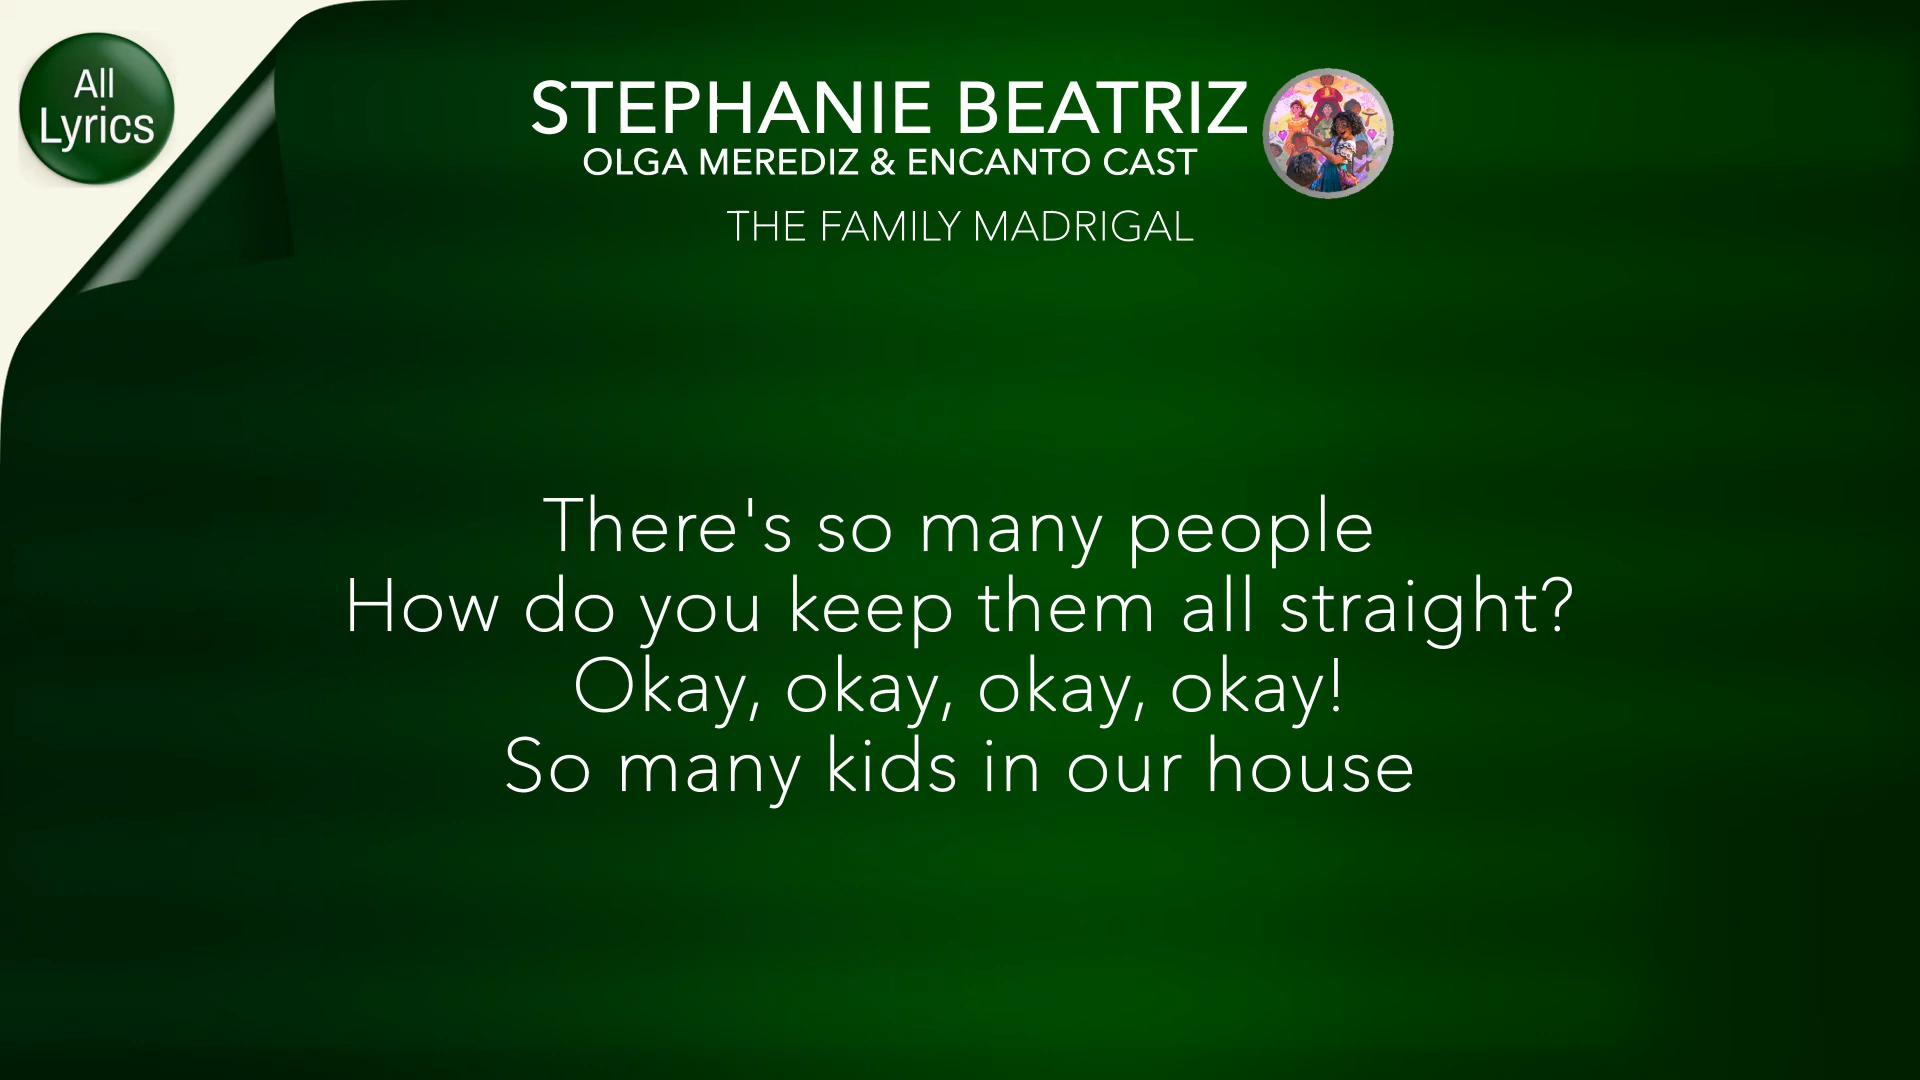 All
Lyrics
STEPHANIE BEATRIZ
OLGA MEREDIZ & ENCANTO CAST
THE FAMILY MADRIGAL
There's so many people
How do you keep them all straight?
Okay, okay, okay, okay!
So many kids in our house